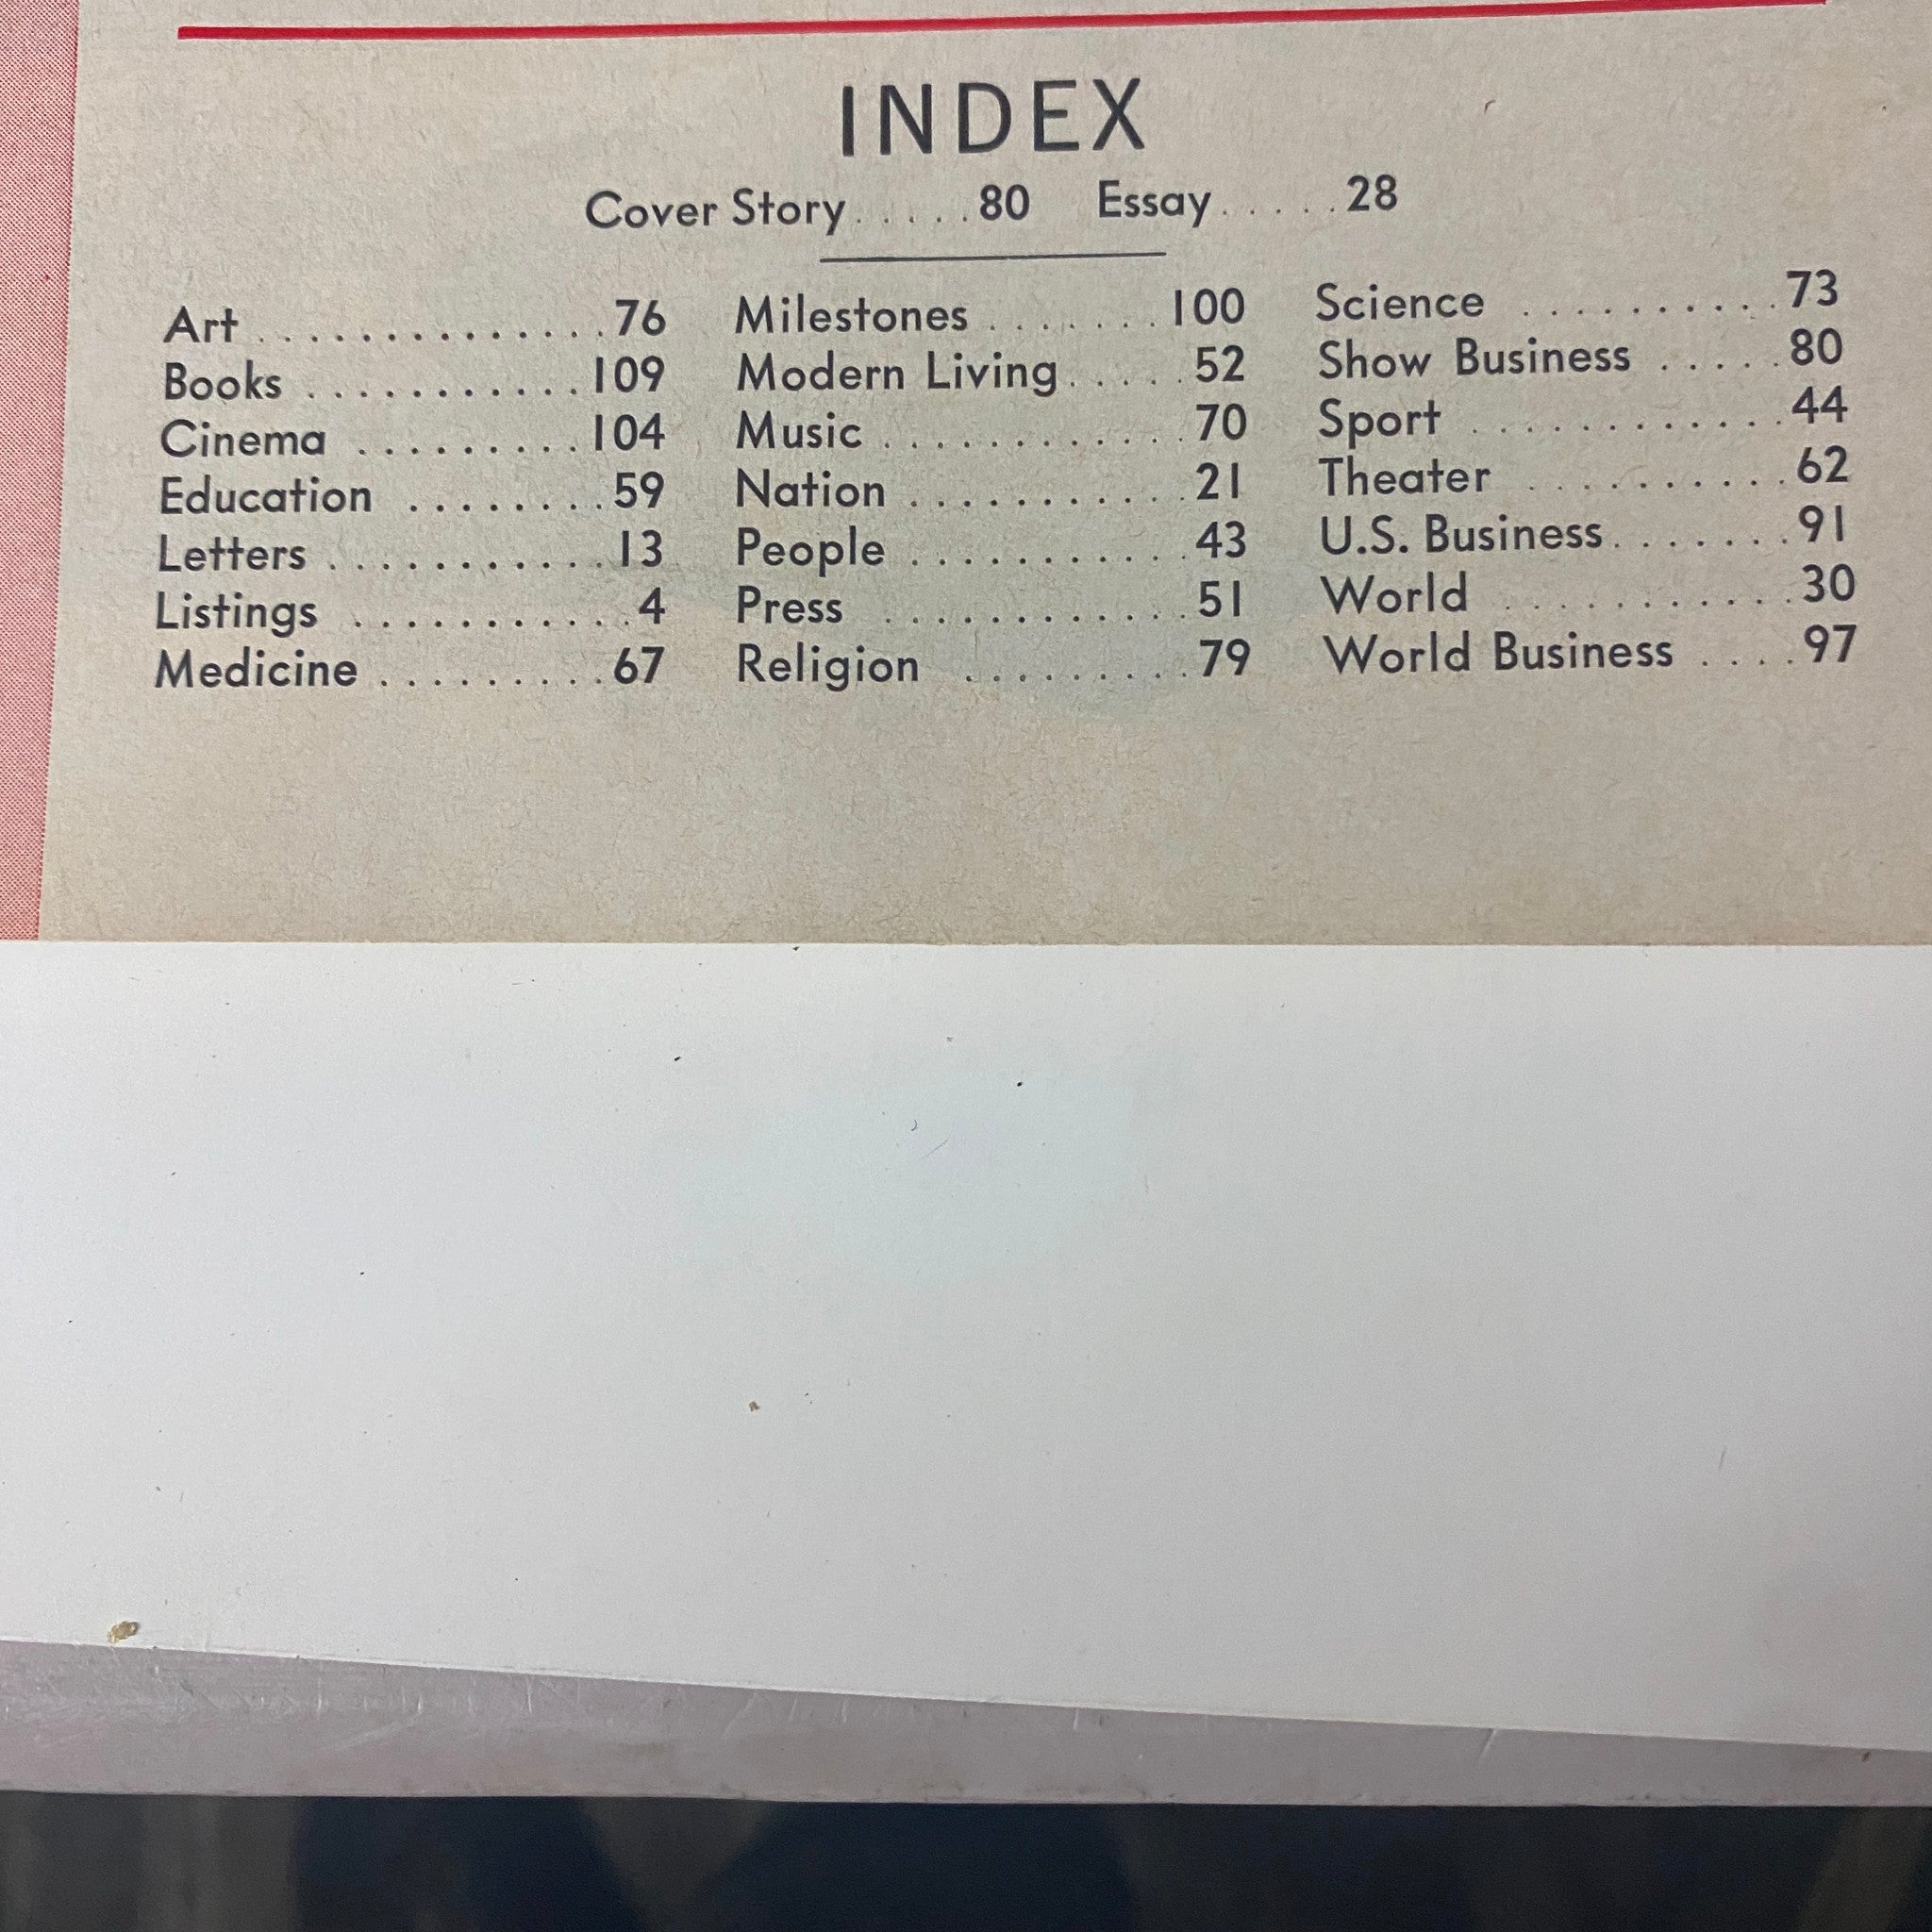 INDEX
Cover Story.....80 Essay.....28
Art..............76
Books ............109
Cinema ..........104
Education ........59
Letters ............13
Listings ............4
Medicine ..........67
Milestones .......100
Modern Living.....52
Music .............70
Nation ............21
People ............43
Press .............51
Religion ..........79
Science ..........73
Show Business .....80
Sport .............44
Theater ...........62
U.S. Business.......91
World ............30
World Business ....97